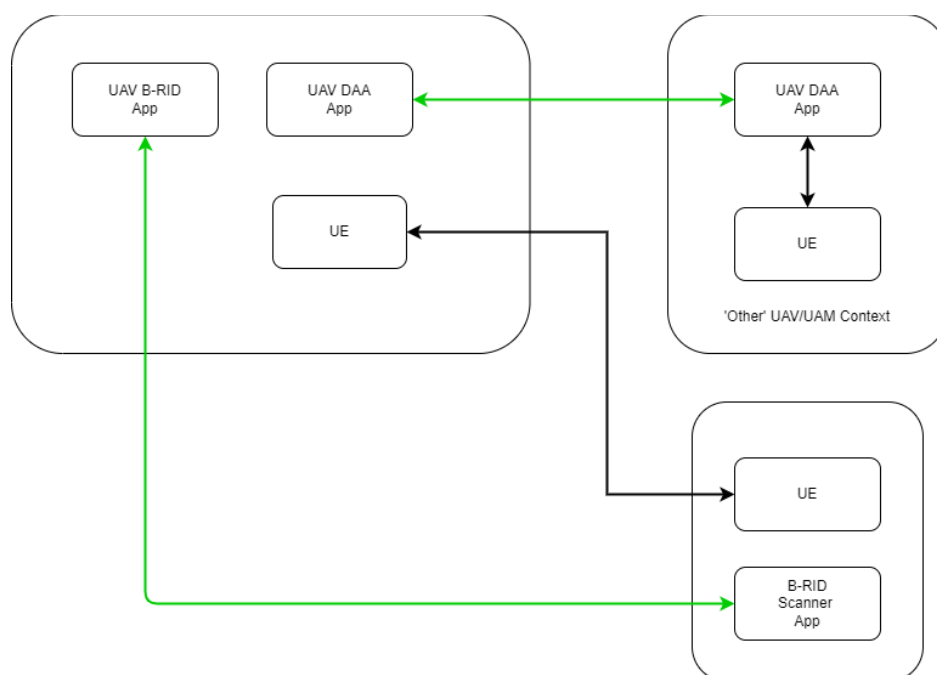 UAV B-RID
App
UAV DAA
App
UAV DAA
App
UE
UE
'Other' UAV/UAM Context
UE
B-RID
Scanner
App